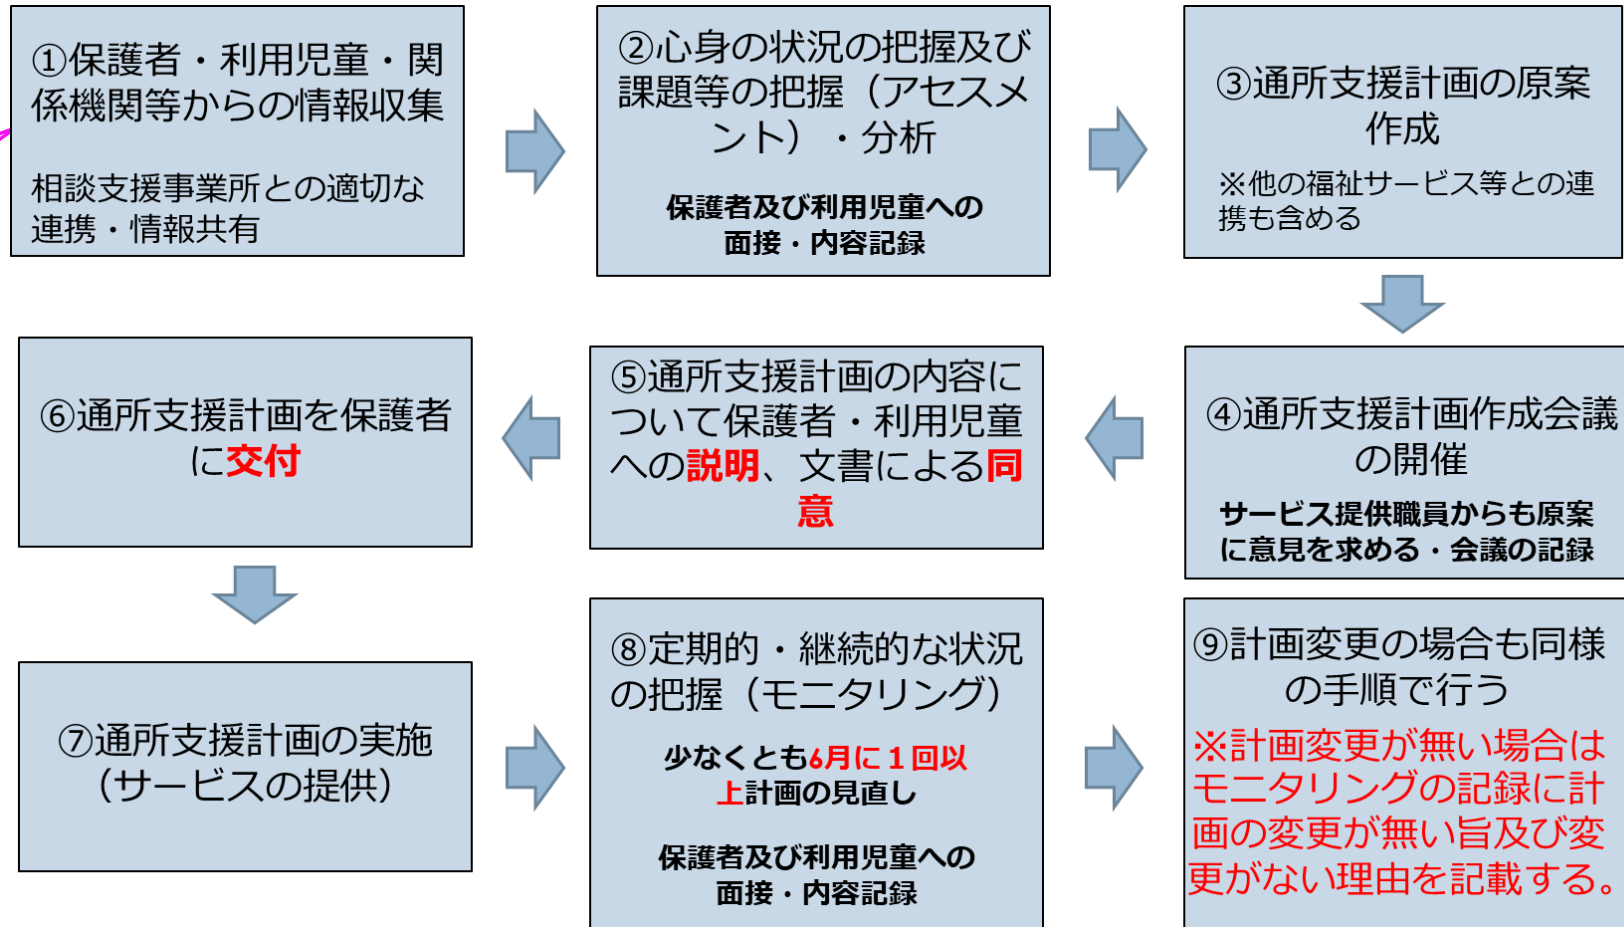 ①保護者・利用児童・関
係機関等からの情報収集
相談支援事業所との適切な
連携・情報共有
②心身の状況の把握及び
課題等の把握（アセスメ
ント）・分析
保護者及び利用児童への
面接・内容記録
③通所支援計画の原案
作成
※他の福祉サービス等との連
携も含める
④通所支援計画作成会議
の開催
サービス提供職員からも原案
に意見を求める・会議の記録
⑤通所支援計画の内容に
ついて保護者・利用児童
への説明、文書による同
意
⑥通所支援計画を保護者
に交付
⑦通所支援計画の実施
（サービスの提供）
⑧定期的・継続的な状況
の把握（モニタリング）
少なくとも6月に１回以
上計画の見直し
保護者及び利用児童への
面接・内容記録
⑨計画変更の場合も同様
の手順で行う
※計画変更が無い場合は
モニタリングの記録に計
画の変更が無い旨及び変
更がない理由を記載する。